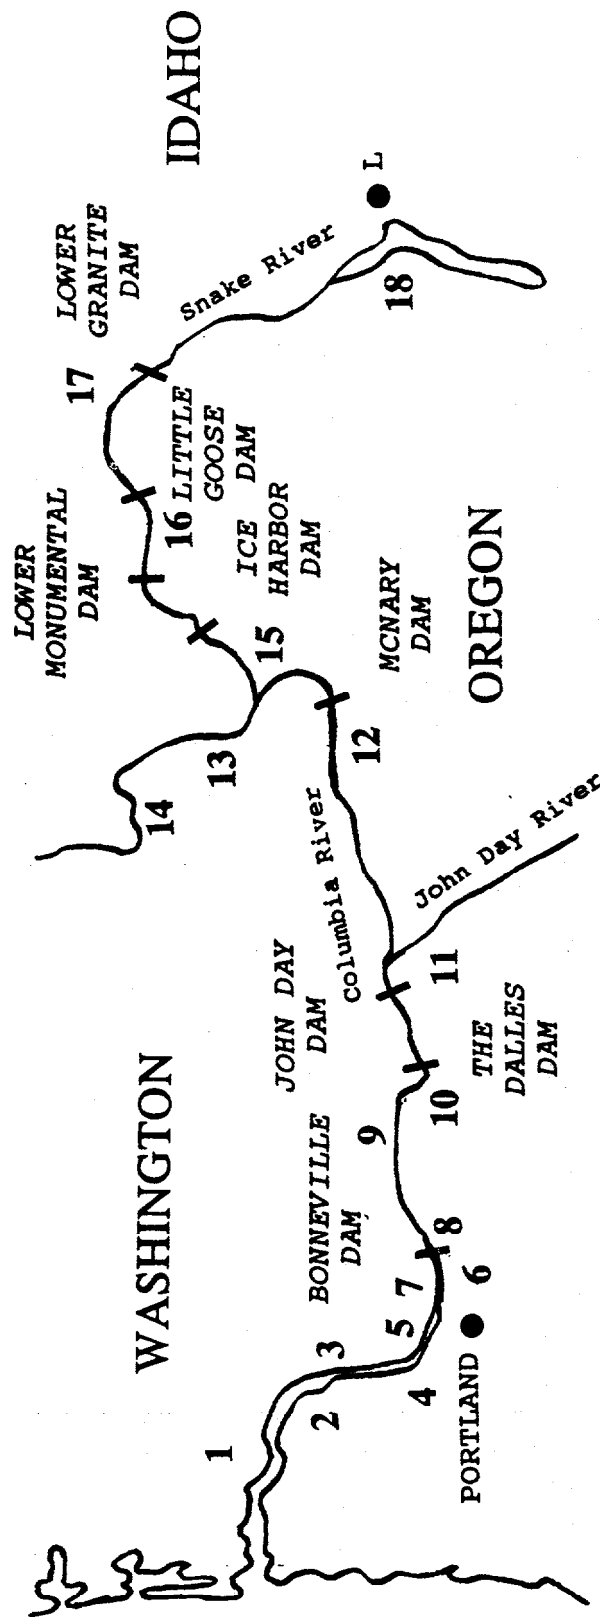 WASHINGTON
IDAHO
OREGON
LOWER
MONUMENTAL
DAM
LOWER
GRANITE
DAM
LITTLE
GOOSE
DAM
ICE
HARBOR
DAM
MCNARY
DAM
JOHN DAY
DAM
THE
DALLES
DAM
BONNEVILLE
DAM
Snake River
Columbia River
John Day River
PORTLAND
L
1
2
3
4
5
6
7
8
9
10
11
12
13
14
15
16
17
18